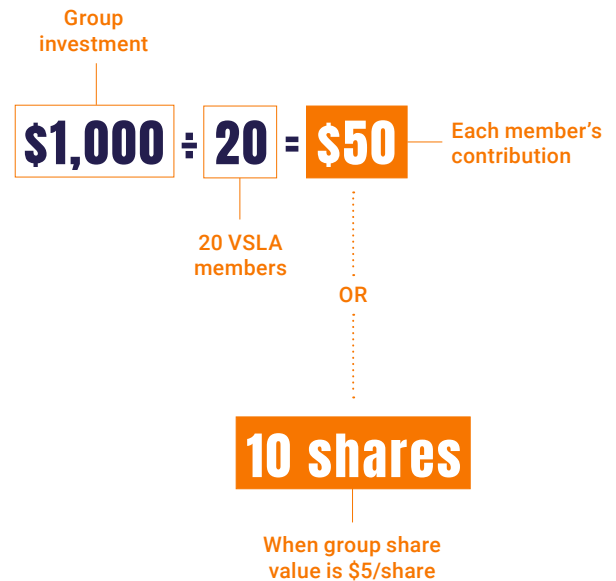 Group
investment
$1,000 ÷ 20 = $50
Each member’s
contribution
20 VSLA
members
OR
10 shares
When group share
value is $5/share